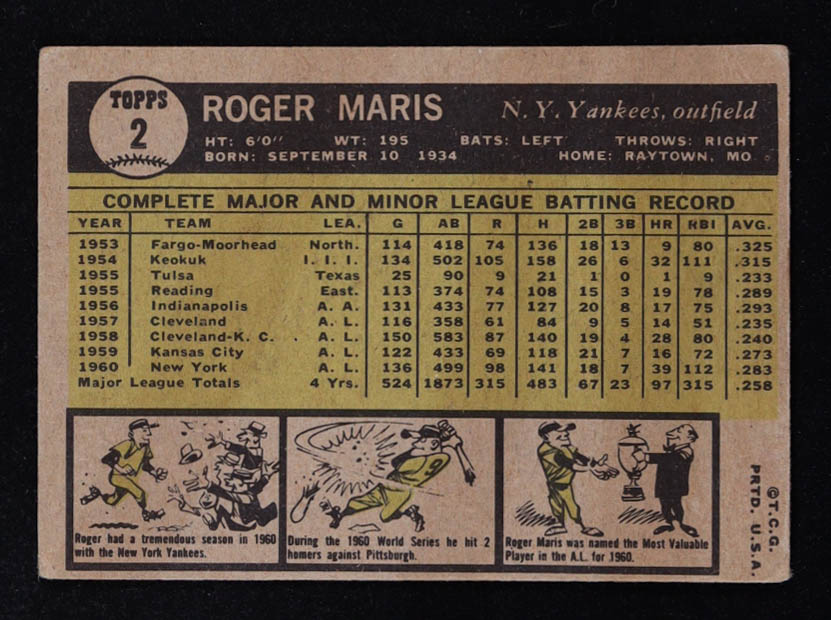 TOPPS
2
ROGER MARIS N. Y. Yankees, outfield
HT: 6'0" WT: 195 BATS: LEFT THROWS: RIGHT
BORN: SEPTEMBER 10 1934 HOME: RAYTOWN, MO
COMPLETE MAJOR AND MINOR LEAGUE BATTING RECORD
YEAR TEAM LEA. G AB R H 2B 3B HR RBI AVG.
1953 Fargo-Moorhead North. 114 418 74 136 18 13 9 80 .325
1954 Keokuk I. I. I. 134 502 105 158 26 6 32 111 .315
1955 Tulsa Texas 25 90 9 21 1 0 1 9 .233
1955 Reading East. 113 374 74 108 15 3 19 78 .289
1956 Indianapolis A. A. 131 433 77 127 20 8 17 75 .293
1957 Cleveland A. L. 116 358 61 84 9 5 14 51 .235
1958 Cleveland-K. C. A. L. 150 583 87 140 19 4 28 80 .240
1959 Kansas City A. L. 122 433 69 118 21 7 16 72 .273
1960 New York A. L. 136 499 98 141 18 7 39 112 .283
Major League Totals 4 Yrs. 524 1873 315 483 67 23 97 315 .258
9
Roger had a tremendous season in 1960
with the New York Yankees.
During the 1960 World Series he hit 2
homers against Pittsburgh.
Roger Maris was named the Most Valuable
Player in the A.L. for 1960.
©T.C.G.
PRTD. U.S.A.